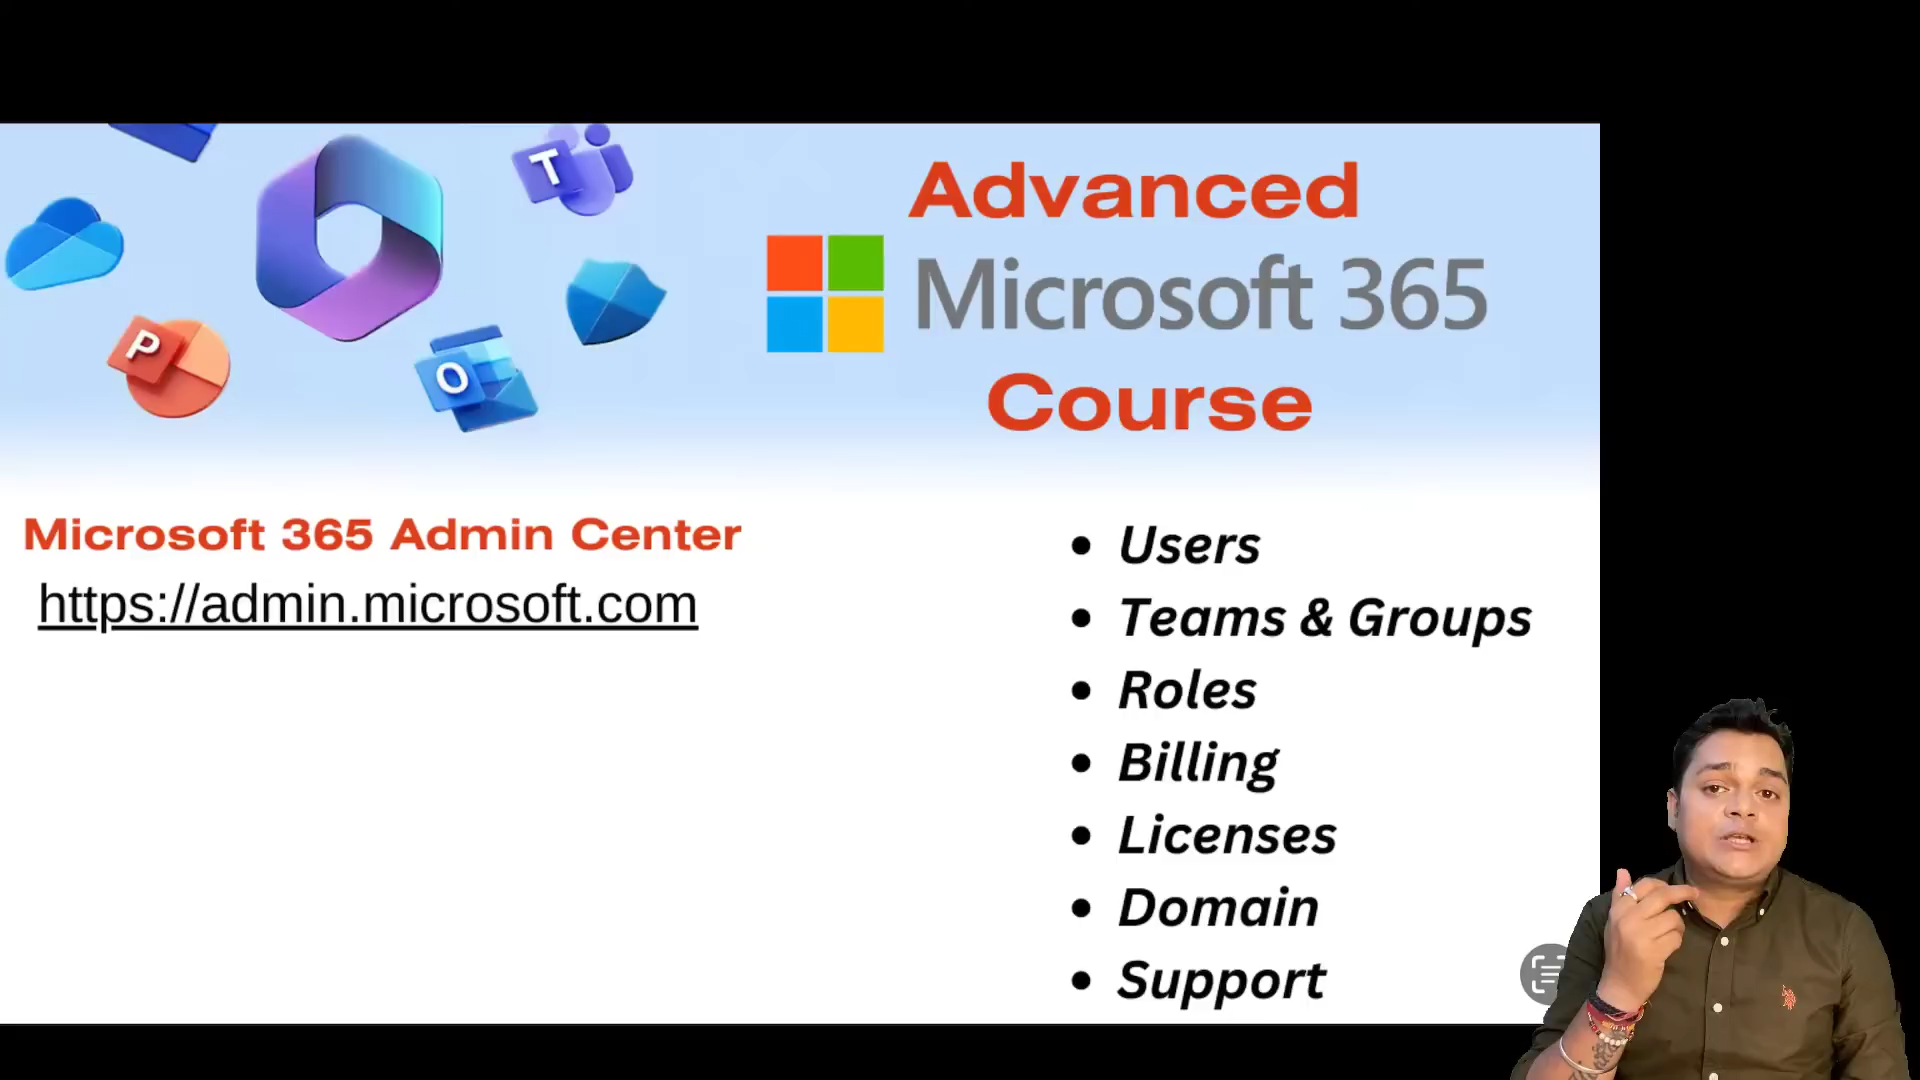 Advanced
Microsoft 365
Course
T
P
O
Microsoft 365 Admin Center
https://admin.microsoft.com
• Users
• Teams & Groups
• Roles
• Billing
• Licenses
• Domain
• Support